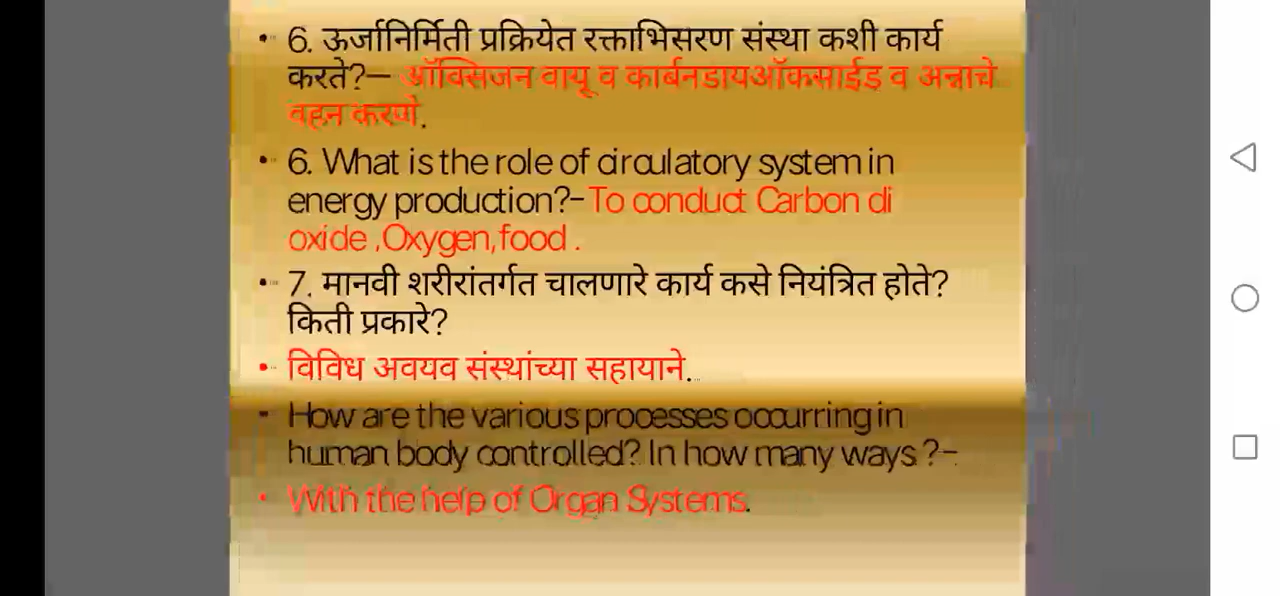 • 6. ऊर्जानिर्मिती प्रक्रियेत रक्ताभिसरण संस्था कशी कार्य
करते?– ऑक्सिजन वायू व कार्बनडायऑकसाईड व अन्नाचे
वहन करणे.
• 6. What is the role of circulatory system in
energy production?-To conduct Carbon di
oxide ,Oxygen,food .
• 7. मानवी शरीरांतर्गत चालणारे कार्य कसे नियंत्रित होते?
किती प्रकारे?
• विविध अवयव संस्थांच्या सहायाने.
• How are the various processes occurring in
human body controlled? In how many ways ?-
• With the help of Organ Systems.